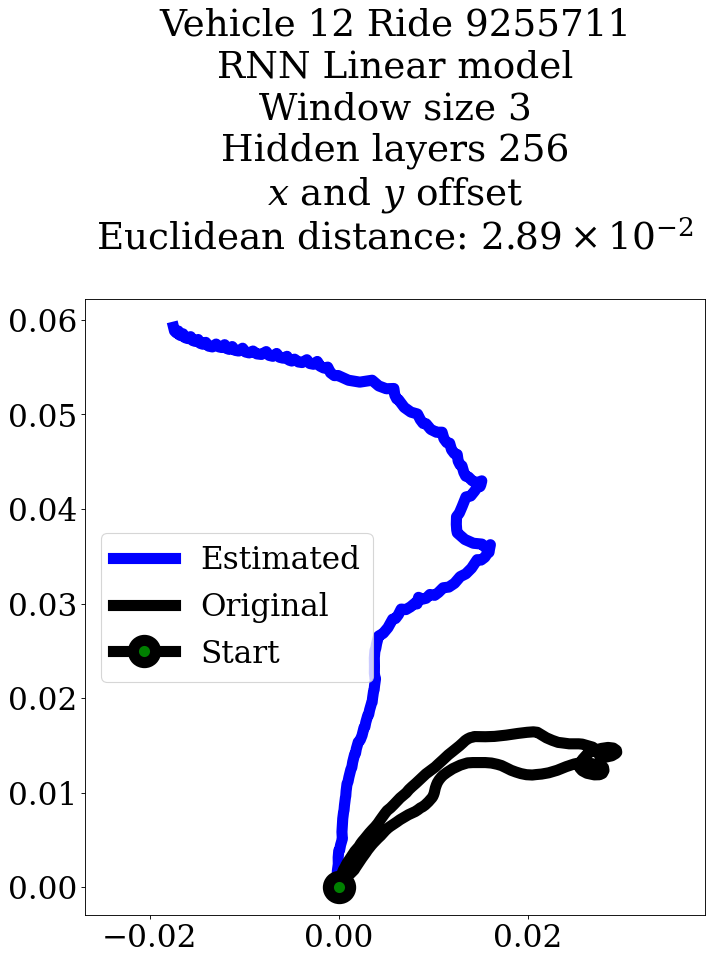 Vehicle 12 Ride 9255711
RNN Linear model
Window size 3
Hidden layers 256
x and y offset
Euclidean distance: 2.89 × 10⁻²
0.06
0.05
0.04
0.03
0.02
0.01
0.00
Estimated
Original
Start
−0.02
0.00
0.02